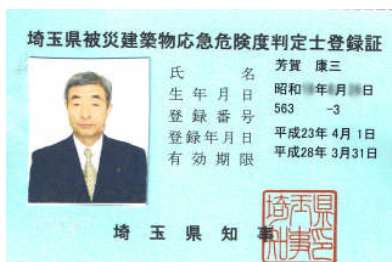 埼玉県被災建築物応急危険度判定士登録証
氏名 芳賀 康三
生年月日 昭和 年 月 日
登録番号 563 -3
登録年月日 平成23年 4月 1日
有効期限 平成28年 3月31日
埼玉県知事